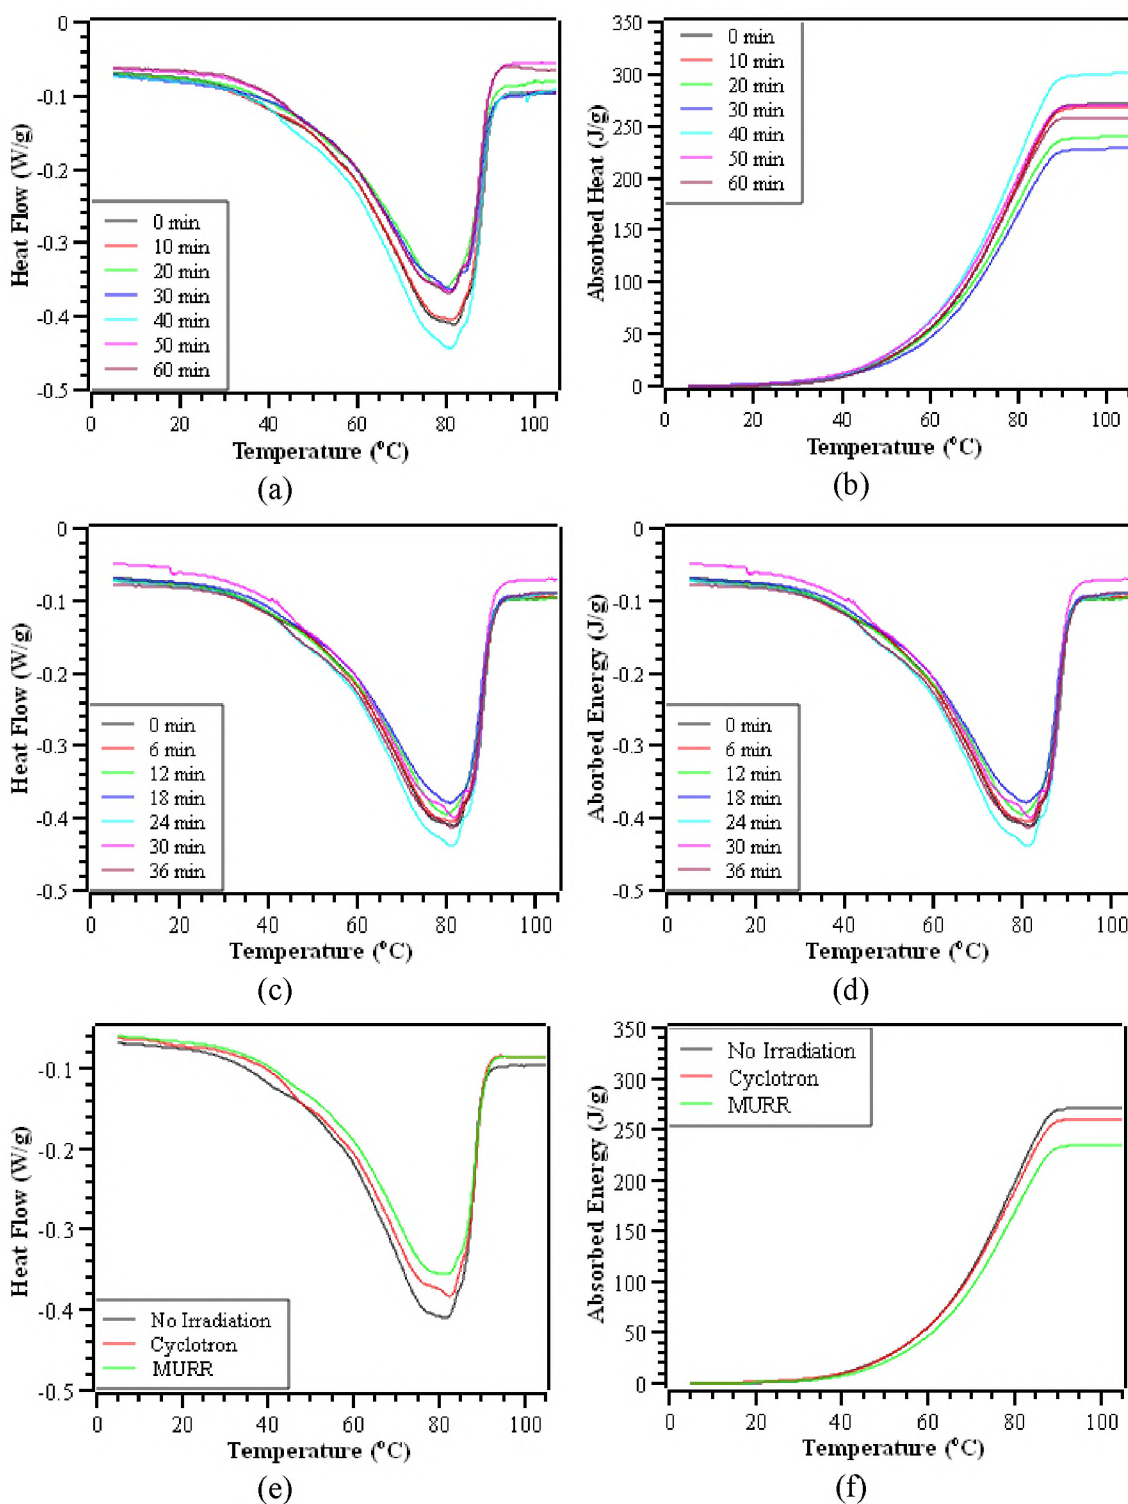 0
-0.1
-0.2
-0.3
-0.4
-0.5
Heat Flow (W/g)
0 min
10 min
20 min
30 min
40 min
50 min
60 min
0 20 40 60 80 100
Temperature (°C)
(a)
350
300
250
200
150
100
50
0
Absorbed Heat (J/g)
0 min
10 min
20 min
30 min
40 min
50 min
60 min
0 20 40 60 80 100
Temperature (°C)
(b)
0
-0.1
-0.2
-0.3
-0.4
-0.5
Heat Flow (W/g)
0 min
6 min
12 min
18 min
24 min
30 min
36 min
0 20 40 60 80 100
Temperature (°C)
(c)
0
-0.1
-0.2
-0.3
-0.4
-0.5
Aborbed Energy (J/g)
0 min
6 min
12 min
18 min
24 min
30 min
36 min
0 20 40 60 80 100
Temperature (°C)
(d)
-0.1
-0.2
-0.3
-0.4
-0.5
Heat Flow (W/g)
No Irradiation
Cyclotron
MURR
0 20 40 60 80 100
Temperature (°C)
(e)
350
300
250
200
150
100
50
0
Absorbed Energy (J/g)
No Irradiation
Cyclotron
MURR
0 20 40 60 80 100
Temperature (°C)
(f)